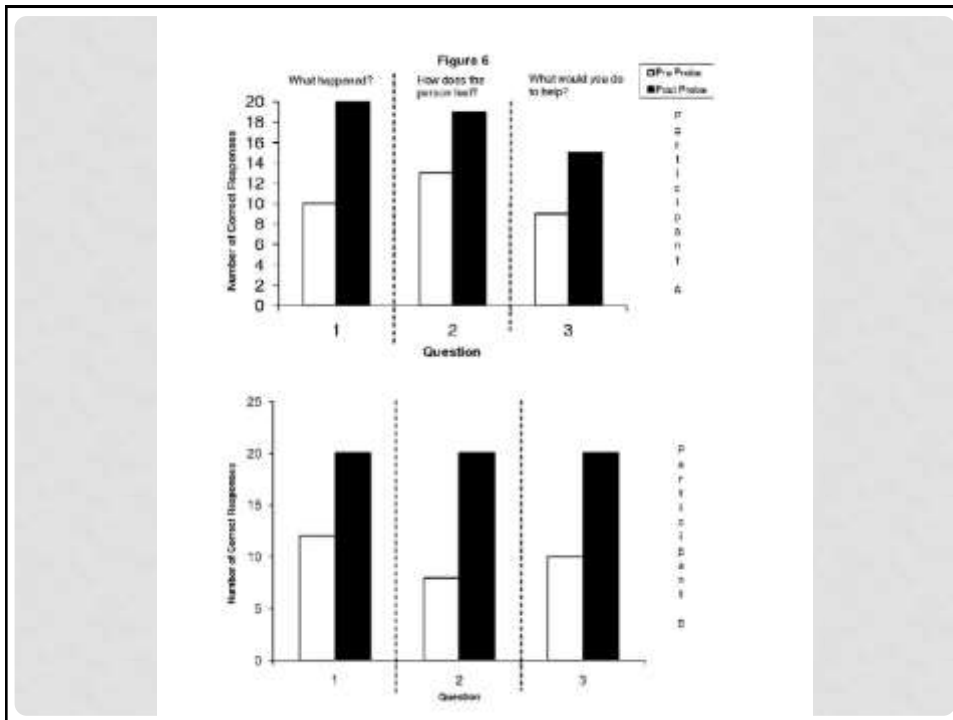 Figure 6
What happened?
How does the
person feel?
What would you do
to help?
Pre Probe
Post Probe
Number of Correct Responses
20
18
16
14
12
10
8
6
4
2
0
1
2
3
Question
Participant A
Number of Correct Responses
25
20
15
10
5
0
1
2
3
Question
Participant B